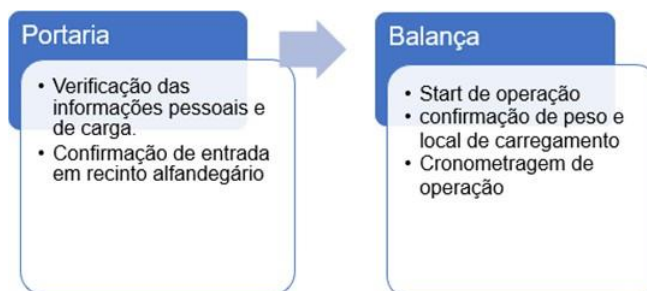 Portaria
• Verificação das
informações pessoais e
de carga.
• Confirmação de entrada
em recinto alfandegário
Balança
• Start de operação
• confirmação de peso e
local de carregamento
• Cronometragem de
operação